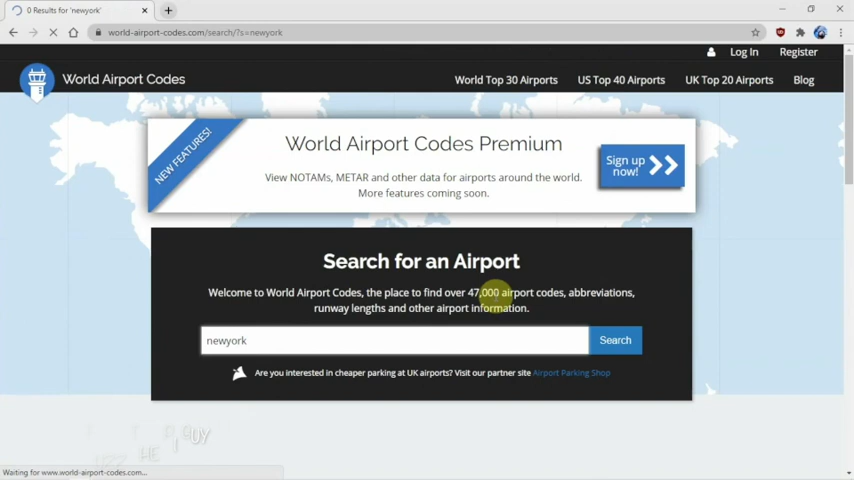 0 Results for 'newyork'
world-airport-codes.com/search/?s=newyork
Log In Register
World Airport Codes
World Top 30 Airports US Top 40 Airports UK Top 20 Airports Blog
NEW FEATURES!
World Airport Codes Premium
View NOTAMs, METAR and other data for airports around the world.
More features coming soon.
Sign up
now!
Search for an Airport
Welcome to World Airport Codes, the place to find over 47,000 airport codes, abbreviations,
runway lengths and other airport information.
newyork Search
Are you interested in cheaper parking at UK airports? Visit our partner site Airport Parking Shop
HE
Waiting for www.world-airport-codes.com...